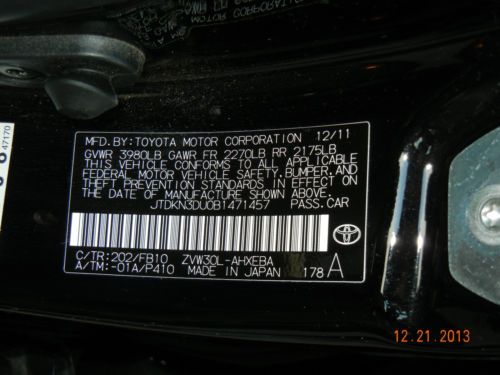 MFD.BY:TOYOTA MOTOR CORPORATION 12/11
GVWR 3980LB GAWR FR 2270LB RR 2175LB
THIS VEHICLE CONFORMS TO ALL APPLICABLE
FEDERAL MOTOR VEHICLE SAFETY, BUMPER, AND
THEFT PREVENTION STANDARDS IN EFFECT ON
THE DATE OF MANUFACTURE SHOWN ABOVE.
JTDKN3DU0B1471457 PASS.CAR
C/TR:202/FB10 ZVW30L-AHXEBA
A/TM:-01A/P410 MADE IN JAPAN 178 A
47170
12.21.2013